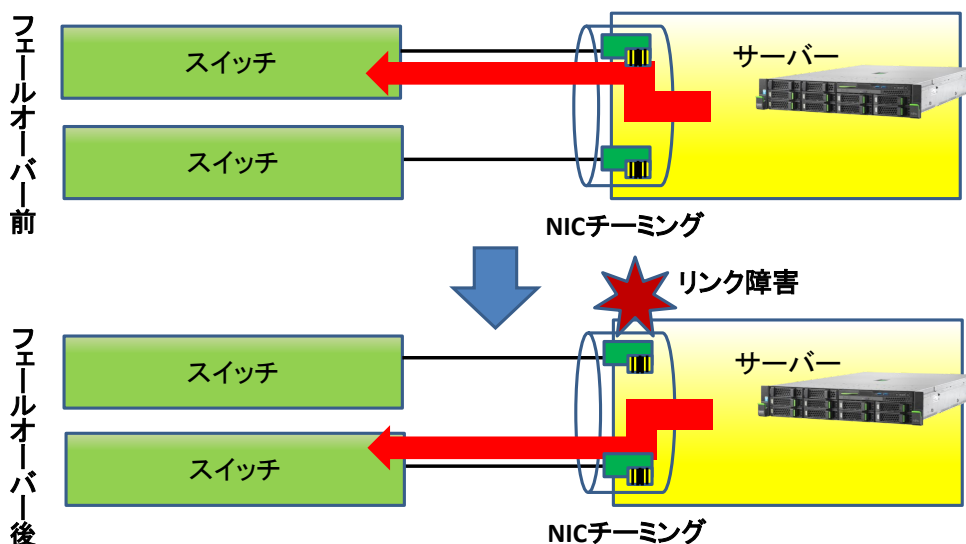 フェールオーバー前
スイッチ
サーバー
スイッチ
NICチーミング
リンク障害
フェールオーバー後
スイッチ
サーバー
スイッチ
NICチーミング